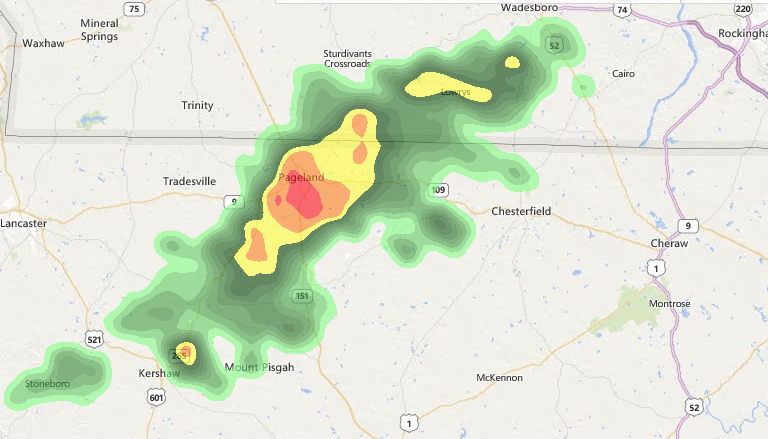 Wadesboro
75
74
220
Mineral
Springs
Waxhaw
Rockingha
52
Sturdivants
Crossroads
Cairo
Lowrys
Trinity
Pageland
Tradesville
109
9
Chesterfield
Lancaster
9
Cheraw
1
151
Montrose
521
265
Mount Pisgah
Kershaw
Stoneboro
McKennon
601
52
1